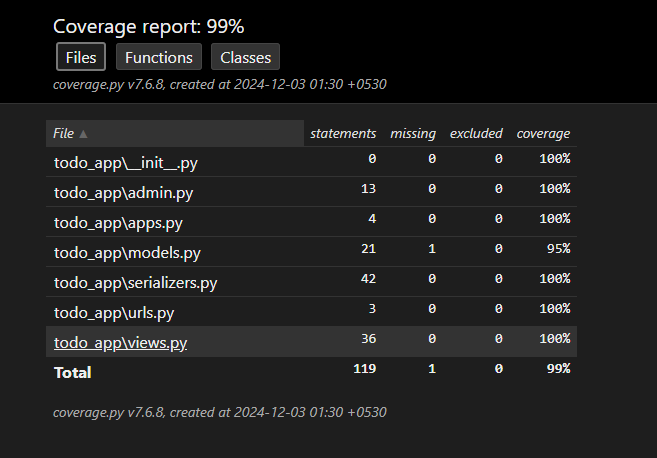 Coverage report: 99%
Files Functions Classes
coverage.py v7.6.8, created at 2024-12-03 01:30 +0530
File ▲ statements missing excluded coverage
todo_app\__init__.py 0 0 0 100%
todo_app\admin.py 13 0 0 100%
todo_app\apps.py 4 0 0 100%
todo_app\models.py 21 1 0 95%
todo_app\serializers.py 42 0 0 100%
todo_app\urls.py 3 0 0 100%
todo_app\views.py 36 0 0 100%
Total 119 1 0 99%
coverage.py v7.6.8, created at 2024-12-03 01:30 +0530